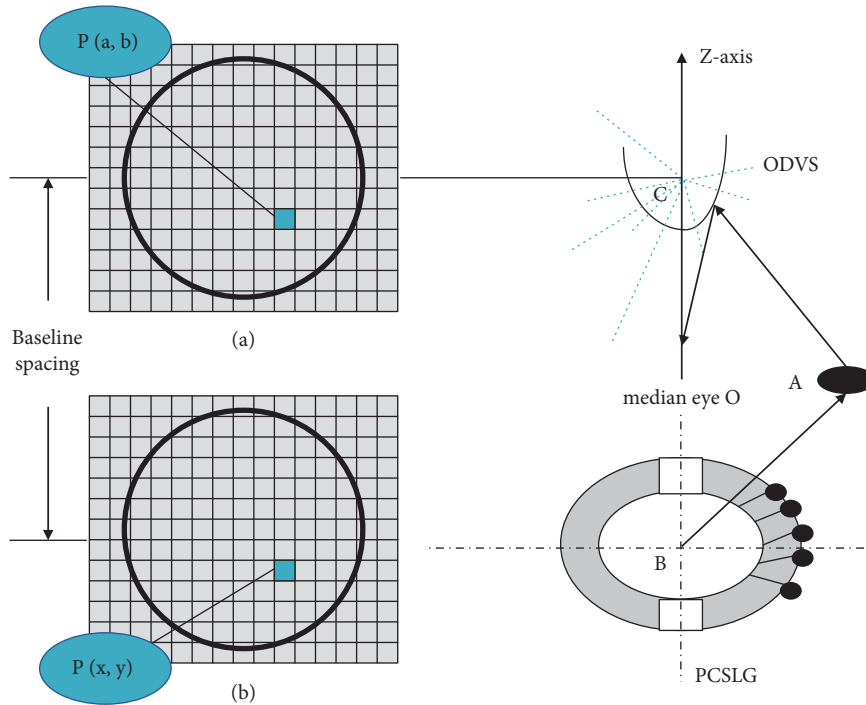 P (a, b)
Z-axis
ODVS
C
(a)
Baseline
spacing
A
median eye O
B
P (x, y)
(b)
PCSLG